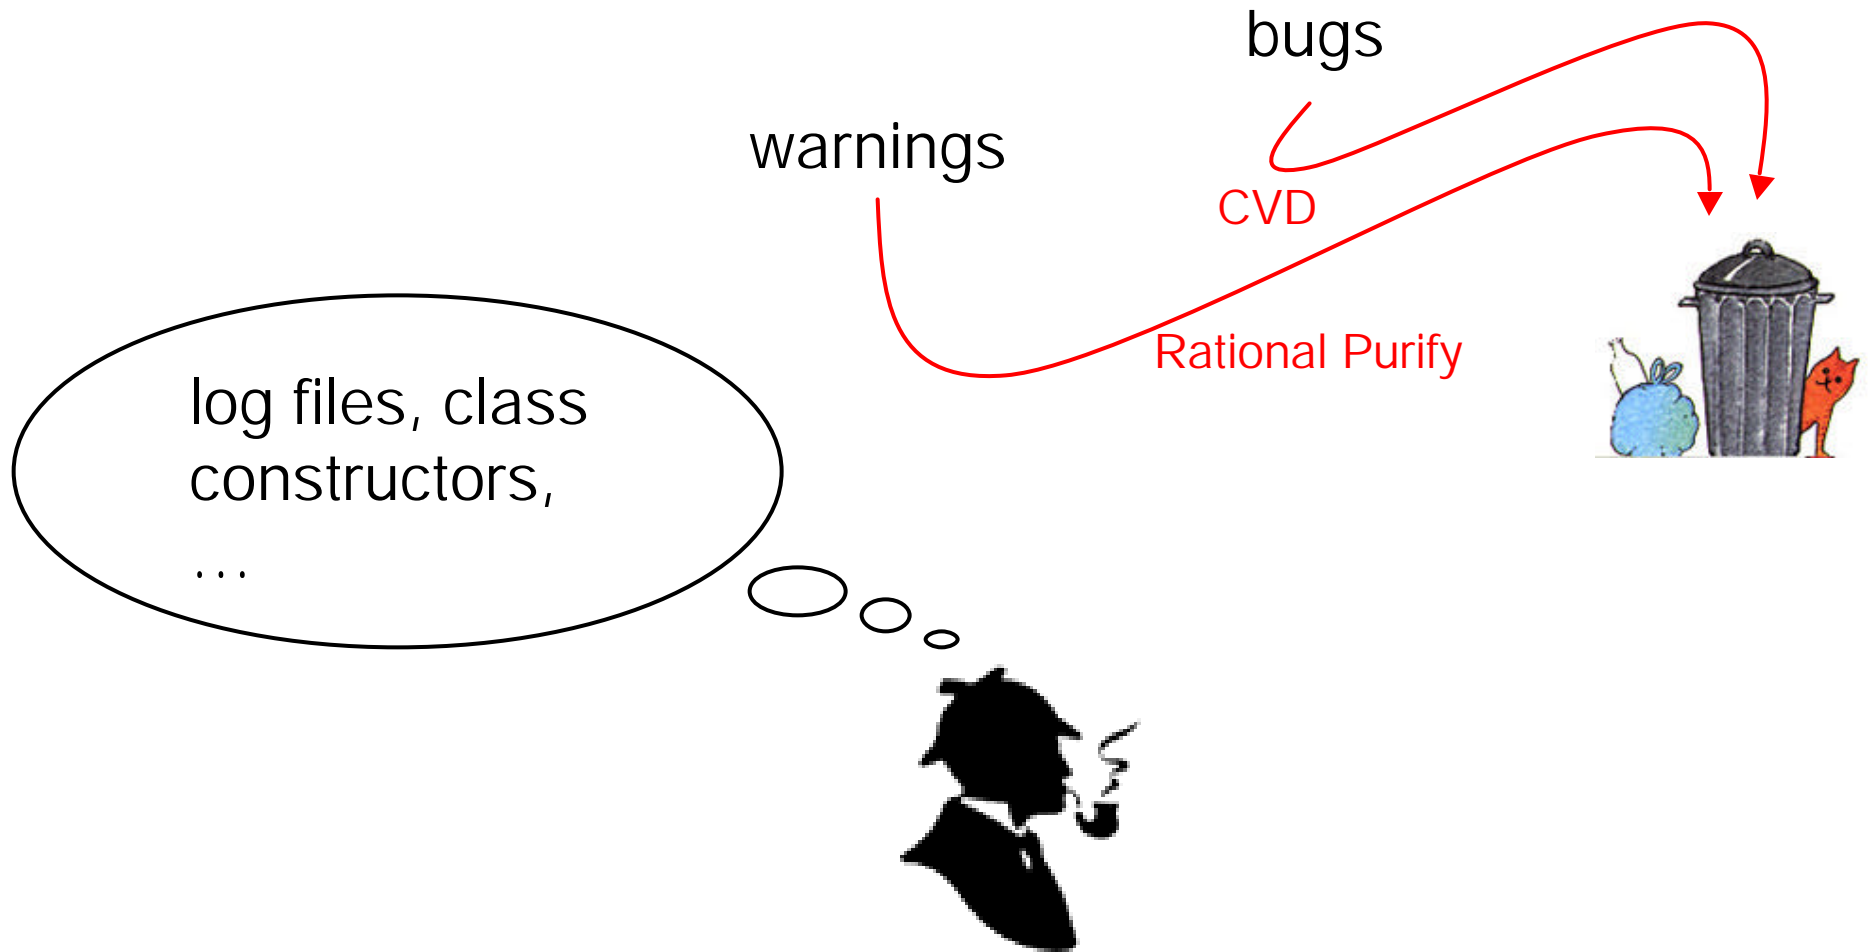 bugs
warnings
CVD
Rational Purify
log files, class
constructors,
...